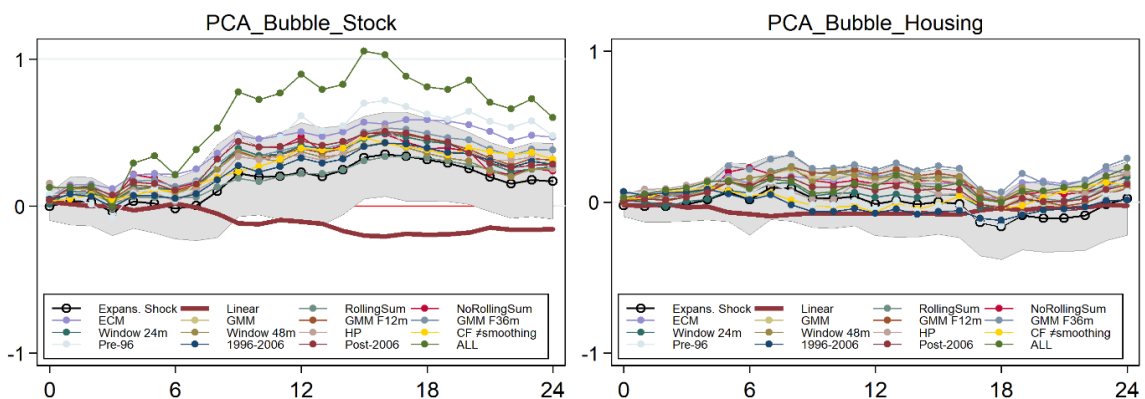 PCA_Bubble_Stock
1
0
-1
Expans. Shock Linear RollingSum NoRollingSum
ECM GMM GMM F12m GMM F36m
Window 24m Window 48m HP CF #smoothing
Pre-96 1996-2006 Post-2006 ALL
0 6 12 18 24
PCA_Bubble_Housing
1
0
-1
Expans. Shock Linear RollingSum NoRollingSum
ECM GMM GMM F12m GMM F36m
Window 24m Window 48m HP CF #smoothing
Pre-96 1996-2006 Post-2006 ALL
0 6 12 18 24